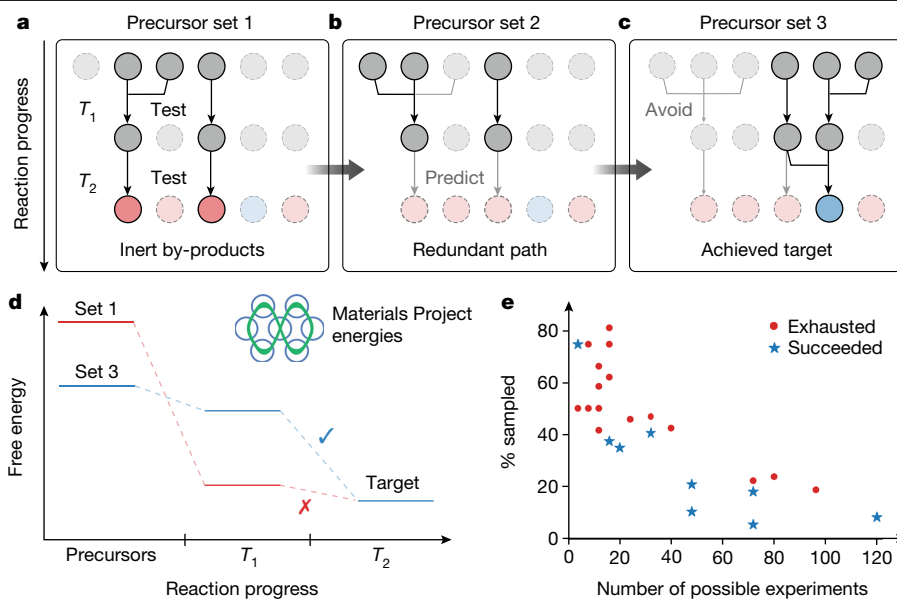 a
Precursor set 1
b
Precursor set 2
c
Precursor set 3
Reaction progress
T1
Test
T2
Test
Inert by-products
Predict
Redundant path
Avoid
Achieved target
d
Set 1
Set 3
Materials Project
energies
Free energy
✓
✗
Target
Precursors
T1
T2
Reaction progress
e
Exhausted
Succeeded
% sampled
80
60
40
20
0
0 20 40 60 80 100 120
Number of possible experiments